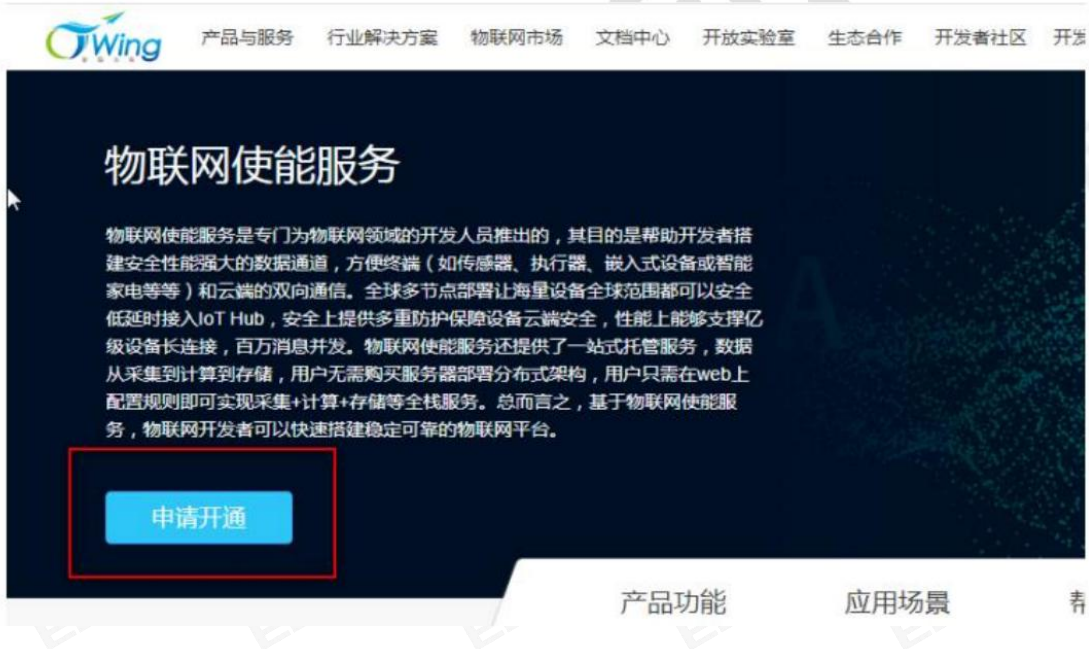 CTWing
产品与服务 行业解决方案 物联网市场 文档中心 开放实验室 生态合作 开发者社区 开发
物联网使能服务
物联网使能服务是专门为物联网领域的开发人员推出的，其目的是帮助开发者搭
建安全性能强大的数据通道，方便终端（如传感器、执行器、嵌入式设备或智能
家电等等）和云端的双向通信。全球多节点部署让海量设备全球范围都可以安全
低延时接入IoT Hub，安全上提供多重防护保障设备云端安全，性能上能够支撑亿
级设备长连接，百万消息并发。物联网使能服务还提供了一站式托管服务，数据
从采集到计算到存储，用户无需购买服务器部署分布式架构，用户只需在web上
配置规则即可实现采集+计算+存储等全栈服务。总而言之，基于物联网使能服
务，物联网开发者可以快速搭建稳定可靠的物联网平台。
申请开通
产品功能 应用场景